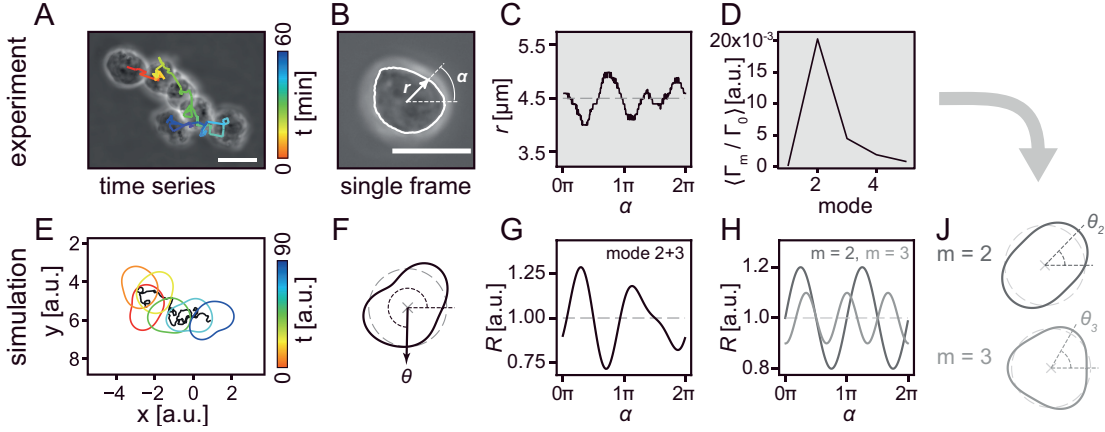 experiment
A
60
t [min]
0
time series
B
r
α
single frame
C
5.5
4.5
3.5
r [µm]
0π 1π 2π
α
D
20x10⁻³
15
10
5
0
⟨Γm / Γ0⟩ [a.u.]
2 4
mode
simulation
E
2
4
6
8
y [a.u.]
−4 −2 0 2
x [a.u.]
90
t [a.u.]
0
F
θ
G
mode 2+3
1.25
1.00
0.75
R [a.u.]
0π 1π 2π
α
H
m = 2, m = 3
1.2
1.0
0.8
R [a.u.]
0π 1π 2π
α
J
m = 2
θ2
m = 3
θ3